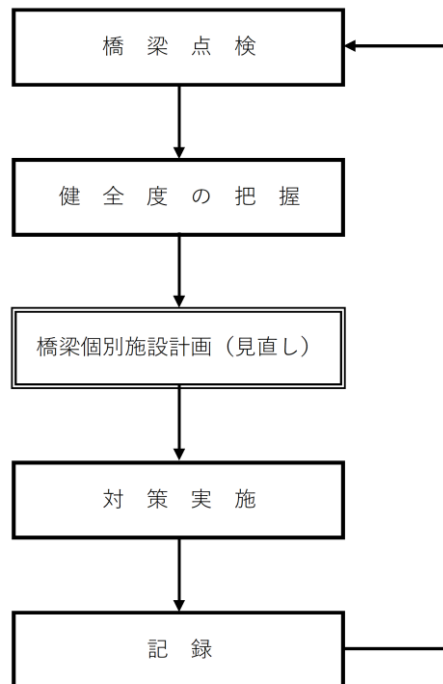 橋梁点検
健全度の把握
橋梁個別施設計画（見直し）
対策実施
記録